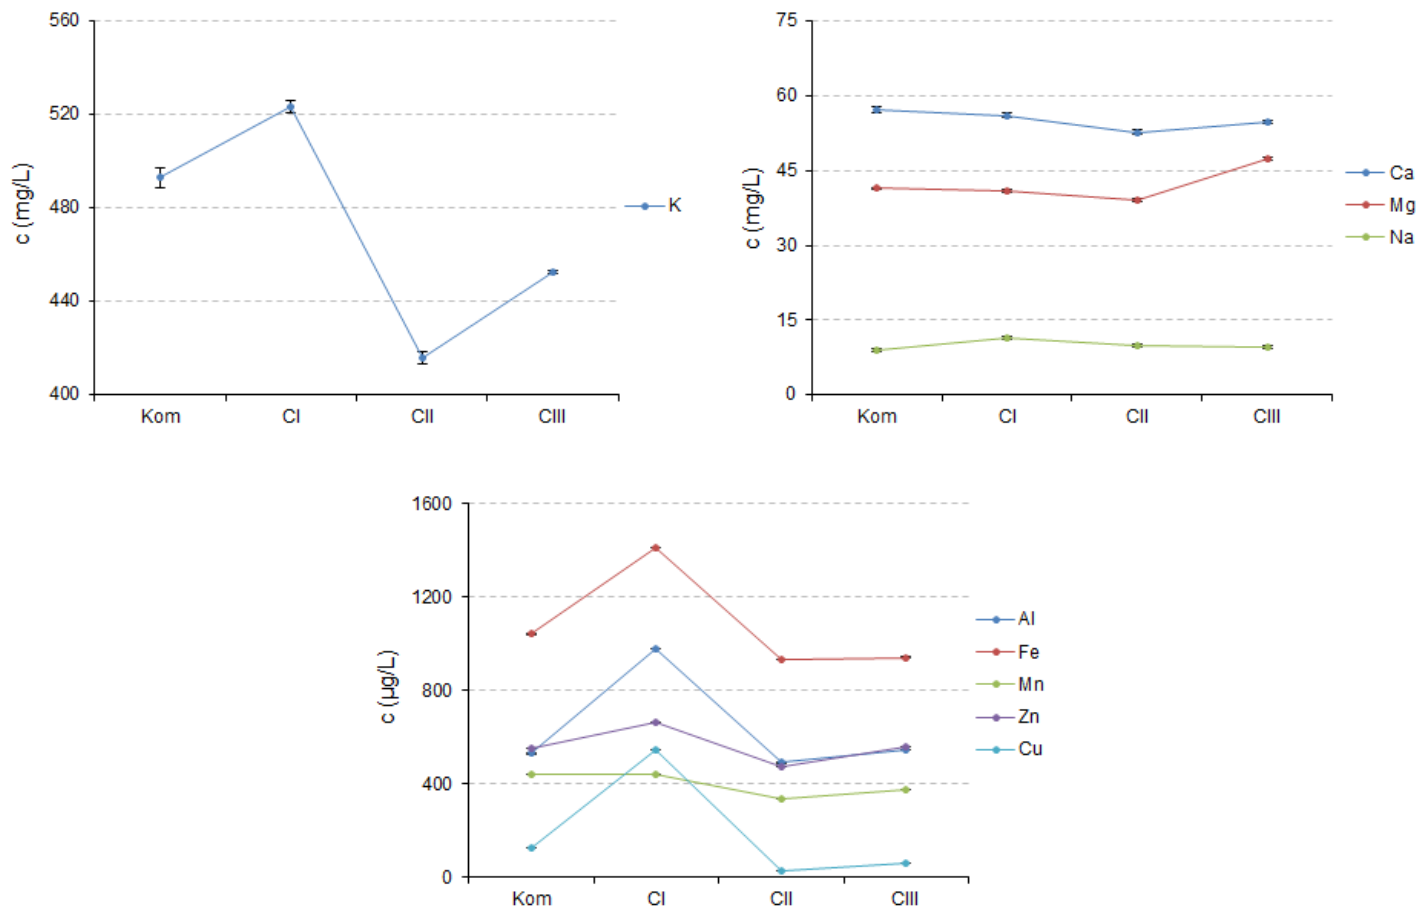 560
520
480
440
400
c (mg/L)
Kom CI CII CIII
K
75
60
45
30
15
0
c (mg/L)
Kom CI CII CIII
Ca
Mg
Na
1600
1200
800
400
0
c (µg/L)
Kom CI CII CIII
Al
Fe
Mn
Zn
Cu